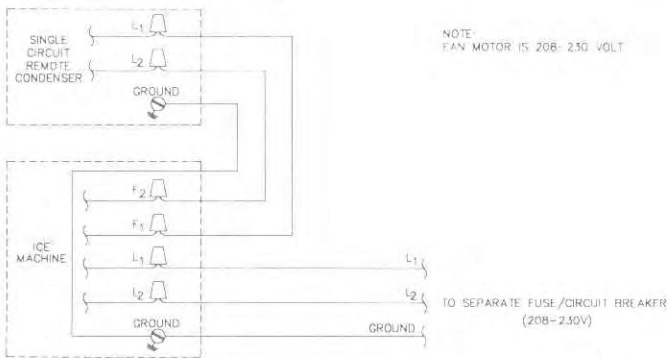 L1
SINGLE
CIRCUIT
REMOTE
CONDENSER
L2
GROUND
NOTE:
FAN MOTOR IS 208-230 VOLT
F2
F1
ICE
MACHINE
L1
L1
L2
L2
TO SEPARATE FUSE/CIRCUIT BREAKER
(208-230V)
GROUND
GROUND